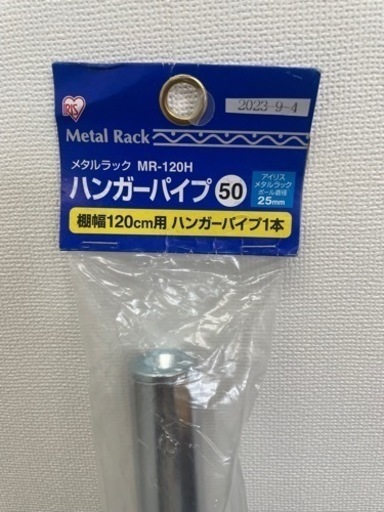 IRIS
2023-9-4
Metal Rack
メタルラック MR-120H
ハンガーパイプ 50
アイリス
メタルラック
ポール直径
25mm
棚幅120cm用 ハンガーパイプ1本